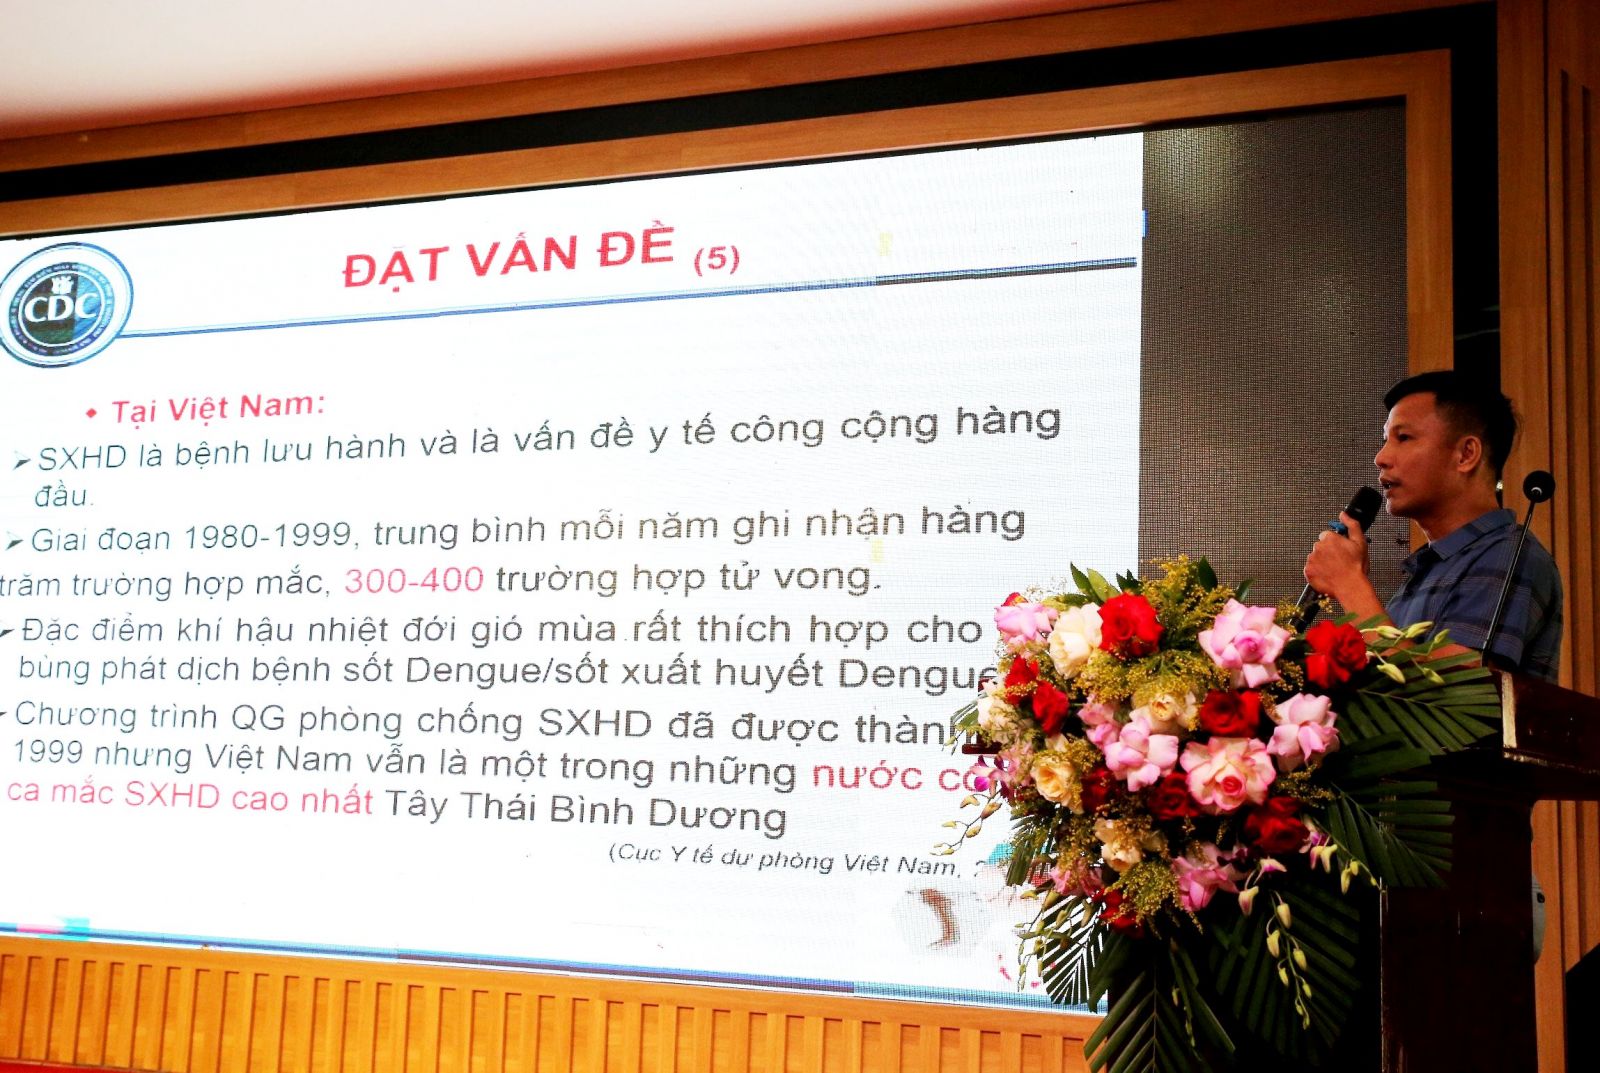 ĐẶT VẤN ĐỀ (5)
CDC
• Tại Việt Nam:
➤SXHD là bệnh lưu hành và là vấn đề y tế công cộng hàng
đầu.
➤Giai đoạn 1980-1999, trung bình mỗi năm ghi nhận hàng
trăm trường hợp mắc, 300-400 trường hợp tử vong.
➤Đặc điểm khí hậu nhiệt đới gió mùa rất thích hợp cho
bùng phát dịch bệnh sốt Dengue/sốt xuất huyết Dengue
Chương trình QG phòng chống SXHD đã được thành
1999 nhưng Việt Nam vẫn là một trong những nước có
ca mắc SXHD cao nhất Tây Thái Bình Dương
(Cục Y tế dự phòng Việt Nam,